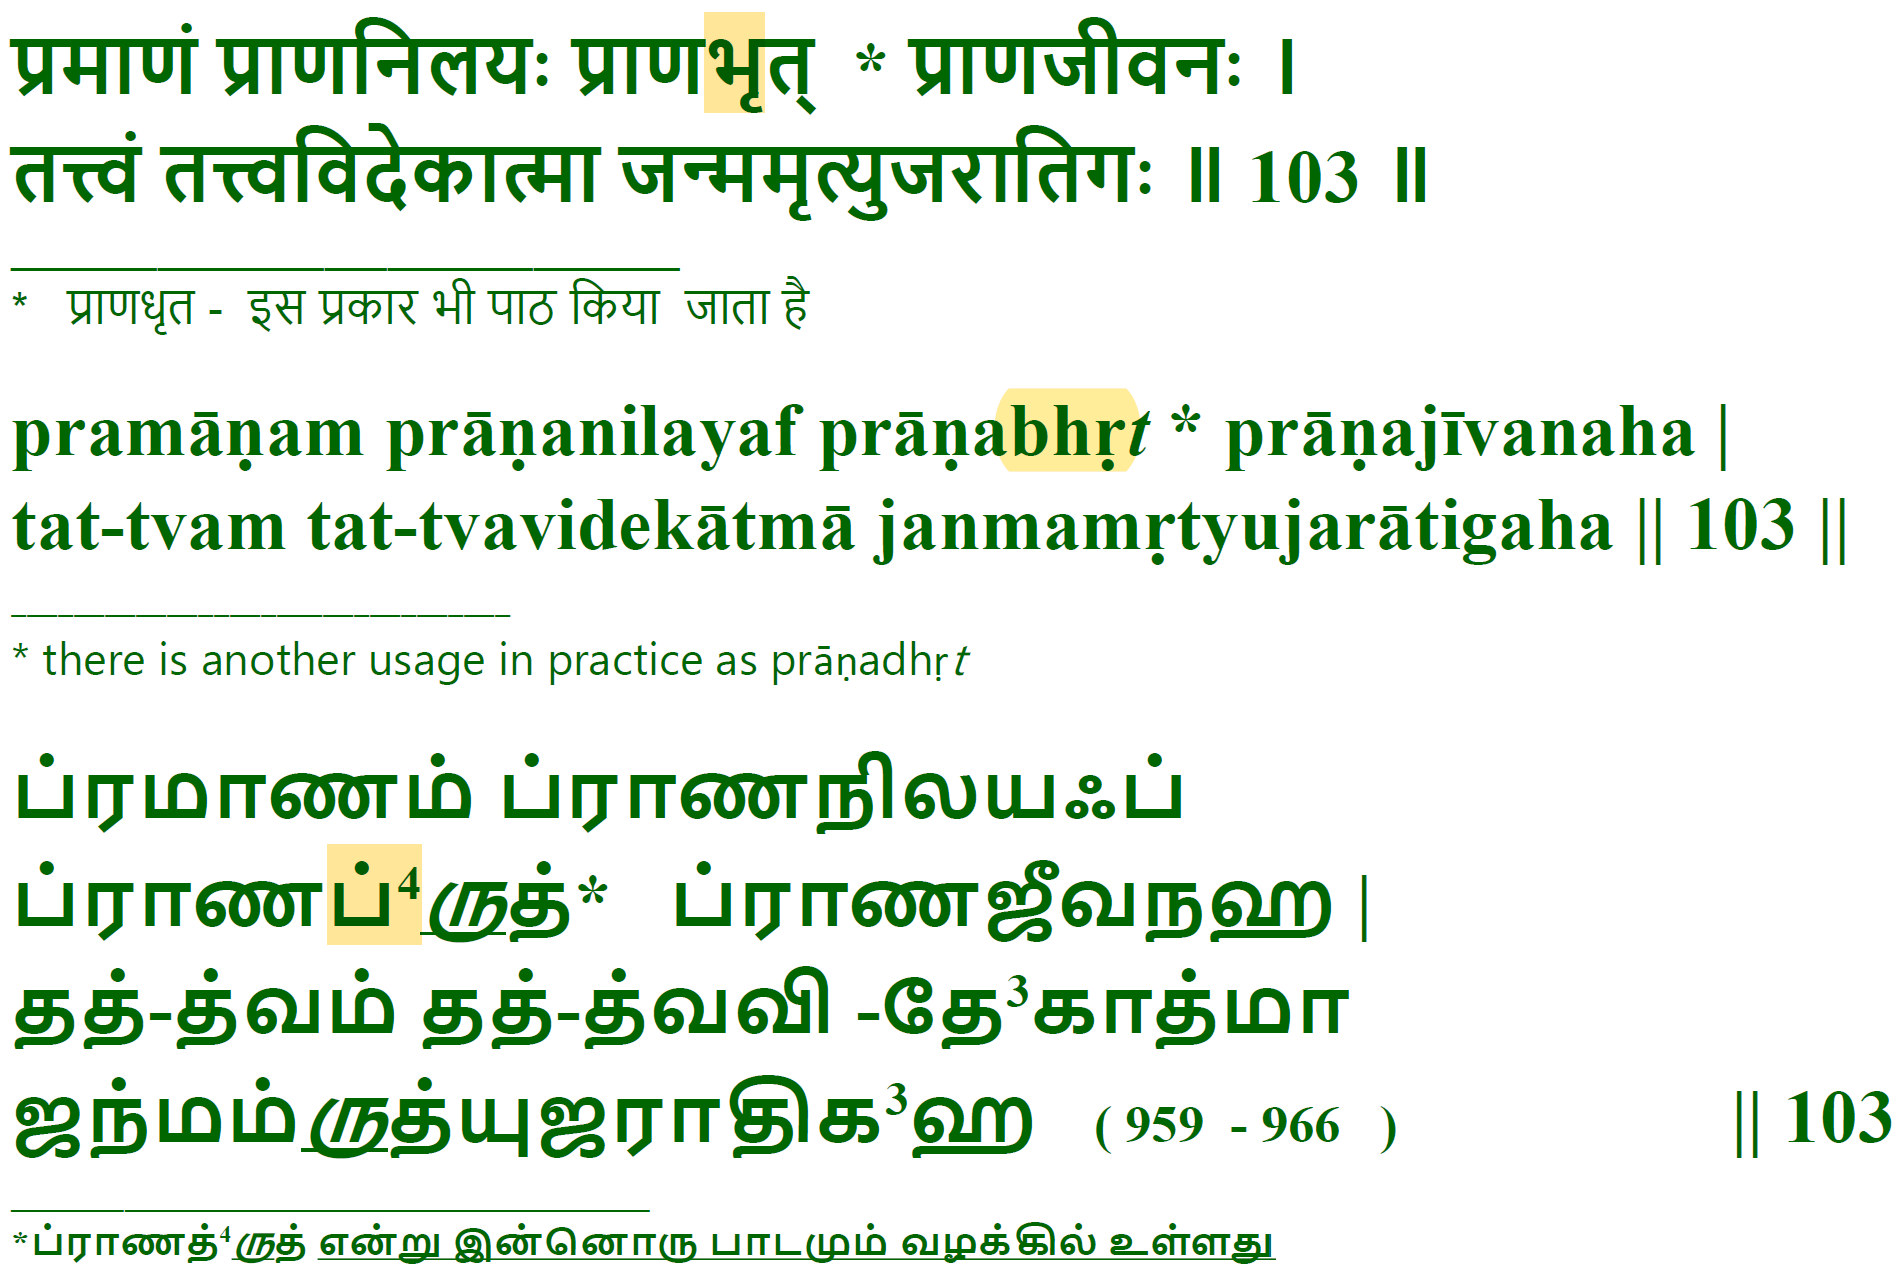 प्रमाणं प्राणनिलयः प्राणभृत् * प्राणजीवनः ।
तत्त्वं तत्त्वविदेकात्मा जन्ममृत्युजरातिगः ॥ 103 ॥
* प्राणधृत - इस प्रकार भी पाठ किया जाता है
pramāṇam prāṇanilayaf prāṇabhṛt * prāṇajīvanaha |
tat-tvam tat-tvavidekātmā janmamṛtyujarātigaha || 103 ||
* there is another usage in practice as prāṇadhṛt
ப்ரமாணம் ப்ராணநிலயஃப்
ப்ராணப்⁴ருத்* ப்ராணஜீவநஹ |
தத்-த்வம் தத்-த்வவி -தே³காத்மா
ஜந்மம்ருத்யுஜராதிக³ஹ ( 959 - 966 ) || 103
*ப்ராணத்⁴ருத் என்று இன்னொரு பாடமும் வழக்கில் உள்ளது